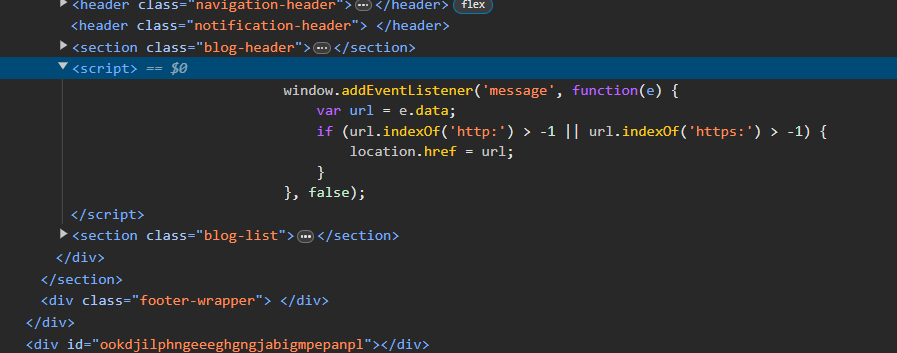 <header class="navigation-header">…</header> flex
<header class="notification-header"> </header>
<section class="blog-header">…</section>
<script> == $0
window.addEventListener('message', function(e) {
var url = e.data;
if (url.indexOf('http:') > -1 || url.indexOf('https:') > -1) {
location.href = url;
}
}, false);
</script>
<section class="blog-list">…</section>
</div>
</section>
<div class="footer-wrapper"> </div>
</div>
<div id="ookdjilphngeeeghgngjabigmpepanpl"></div>